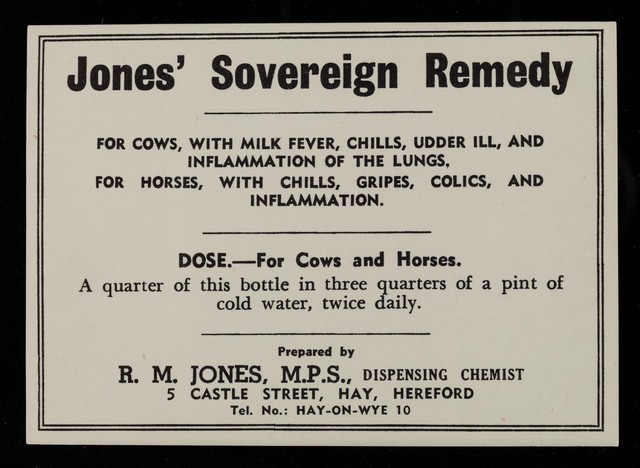 Jones' Sovereign Remedy
FOR COWS, WITH MILK FEVER, CHILLS, UDDER ILL, AND
INFLAMMATION OF THE LUNGS.
FOR HORSES, WITH CHILLS, GRIPES, COLICS, AND
INFLAMMATION.
DOSE.—For Cows and Horses.
A quarter of this bottle in three quarters of a pint of
cold water, twice daily.
Prepared by
R. M. JONES, M.P.S., DISPENSING CHEMIST
5 CASTLE STREET, HAY, HEREFORD
Tel. No.: HAY-ON-WYE 10